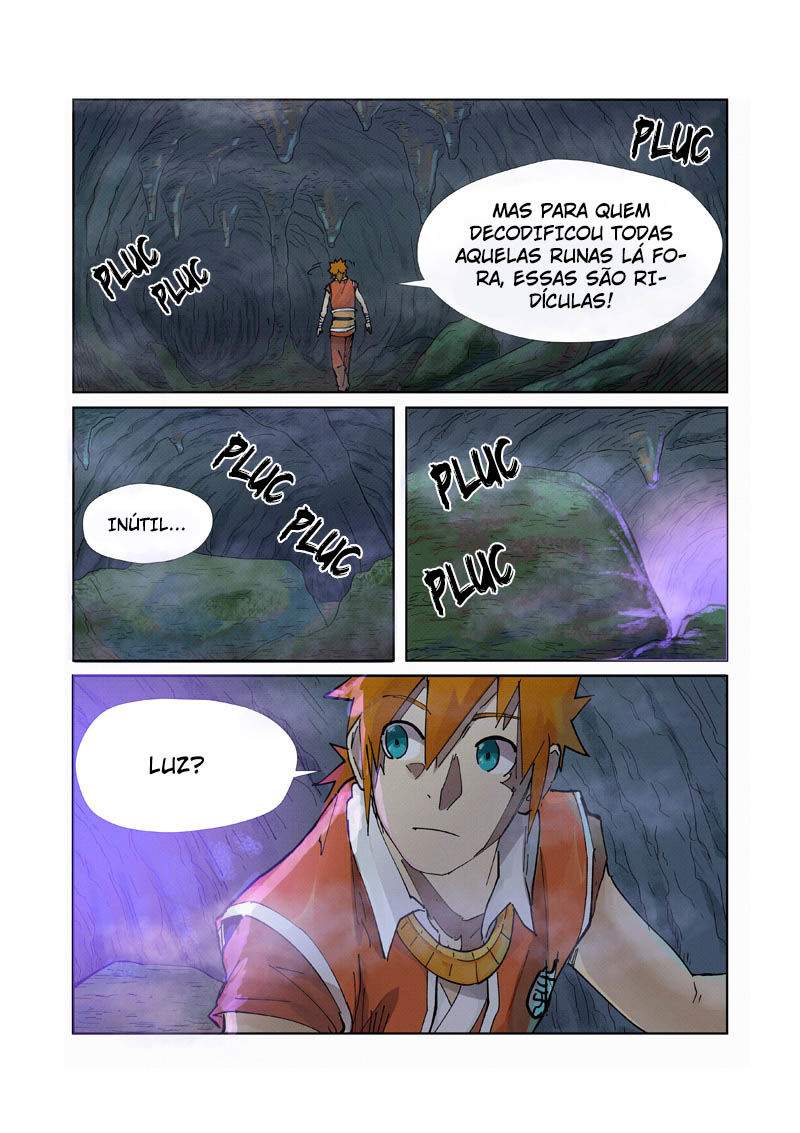 PLUC
MAS PARA QUEM
DECODIFICOU TODAS
AQUELAS RUNAS LÁ FO-
RA, ESSAS SÃO RI-
DÍCULAS!
PLUC
PLUC
INÚTIL...
PLUC
PLUC
PLUC
PLUC
LUZ?